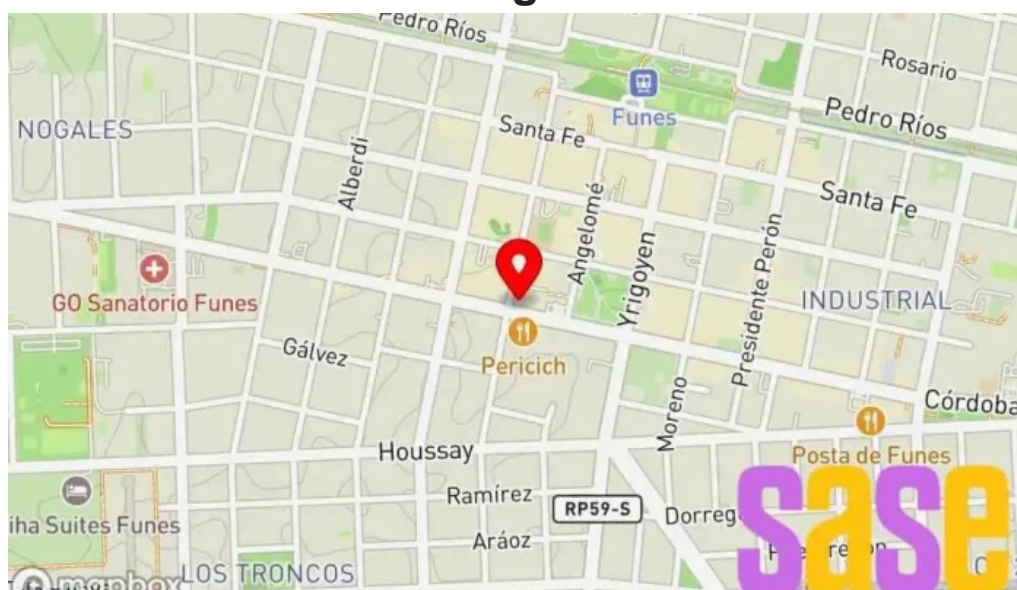 Pedro Ríos
Rosario
Funes
Pedro Ríos
NOGALES
Santa Fe
Alberdi
Santa Fe
Angelomé
Yrigoyen
Presidente Perón
GO Sanatorio Funes
INDUSTRIAL
Gálvez
Pericich
Moreno
Córdoba
Houssay
Posta de Funes
Ramírez
RP59-S
Dorreg
sase
iha Suites Funes
Aráoz
LOS TRONCOS
mapbox